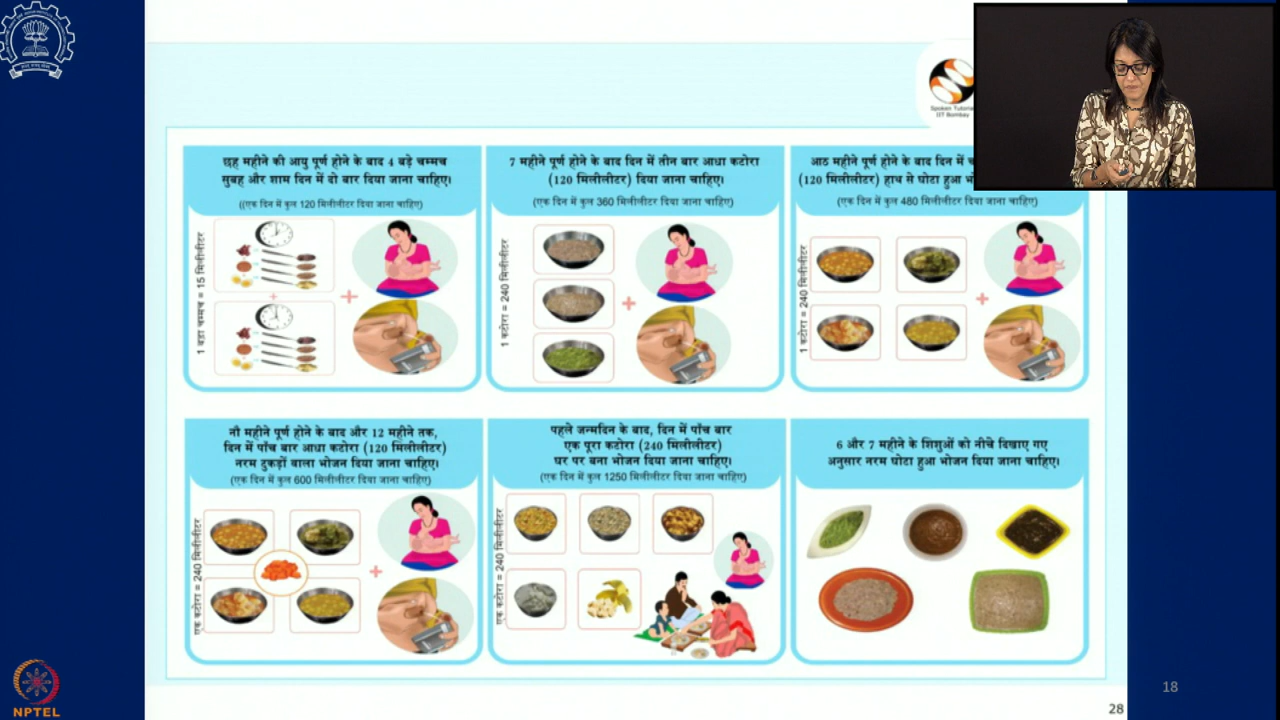 Spoken Tutorial
IIT Bombay
छह महीने की आयु पूर्ण होने के बाद 4 बड़े चम्मच
सुबह और शाम दिन में दो बार दिया जाना चाहिए।
((एक दिन में कुल 120 मिलीलीटर दिया जाना चाहिए)
1 बड़ा चम्मच = 15 मिलीलीटर
7 महीने पूर्ण होने के बाद दिन में तीन बार आधा कटोरा
(120 मिलीलीटर) दिया जाना चाहिए।
(एक दिन में कुल 360 मिलीलीटर दिया जाना चाहिए)
1 कटोरा = 240 मिलीलीटर
आठ महीने पूर्ण होने के बाद दिन में
(120 मिलीलीटर) हाथ से घोटा हुआ
(एक दिन में कुल 480 मिलीलीटर दिया जाना चाहिए)
1 कटोरा = 240 मिलीलीटर
नौ महीने पूर्ण होने के बाद और 12 महीने तक,
दिन में पाँच बार आधा कटोरा (120 मिलीलीटर)
नरम टुकड़ों वाला भोजन दिया जाना चाहिए।
(एक दिन में कुल 600 मिलीलीटर दिया जाना चाहिए)
एक कटोरा = 240 मिलीलीटर
पहले जन्मदिन के बाद, दिन में पाँच बार
एक पूरा कटोरा (240 मिलीलीटर)
घर पर बना भोजन दिया जाना चाहिए।
(एक दिन में कुल 1250 मिलीलीटर दिया जाना चाहिए)
एक कटोरा = 240 मिलीलीटर
6 और 7 महीने के शिशुओं को नीचे दिखाए गए
अनुसार नरम घोटा हुआ भोजन दिया जाना चाहिए।
NPTEL
18
28